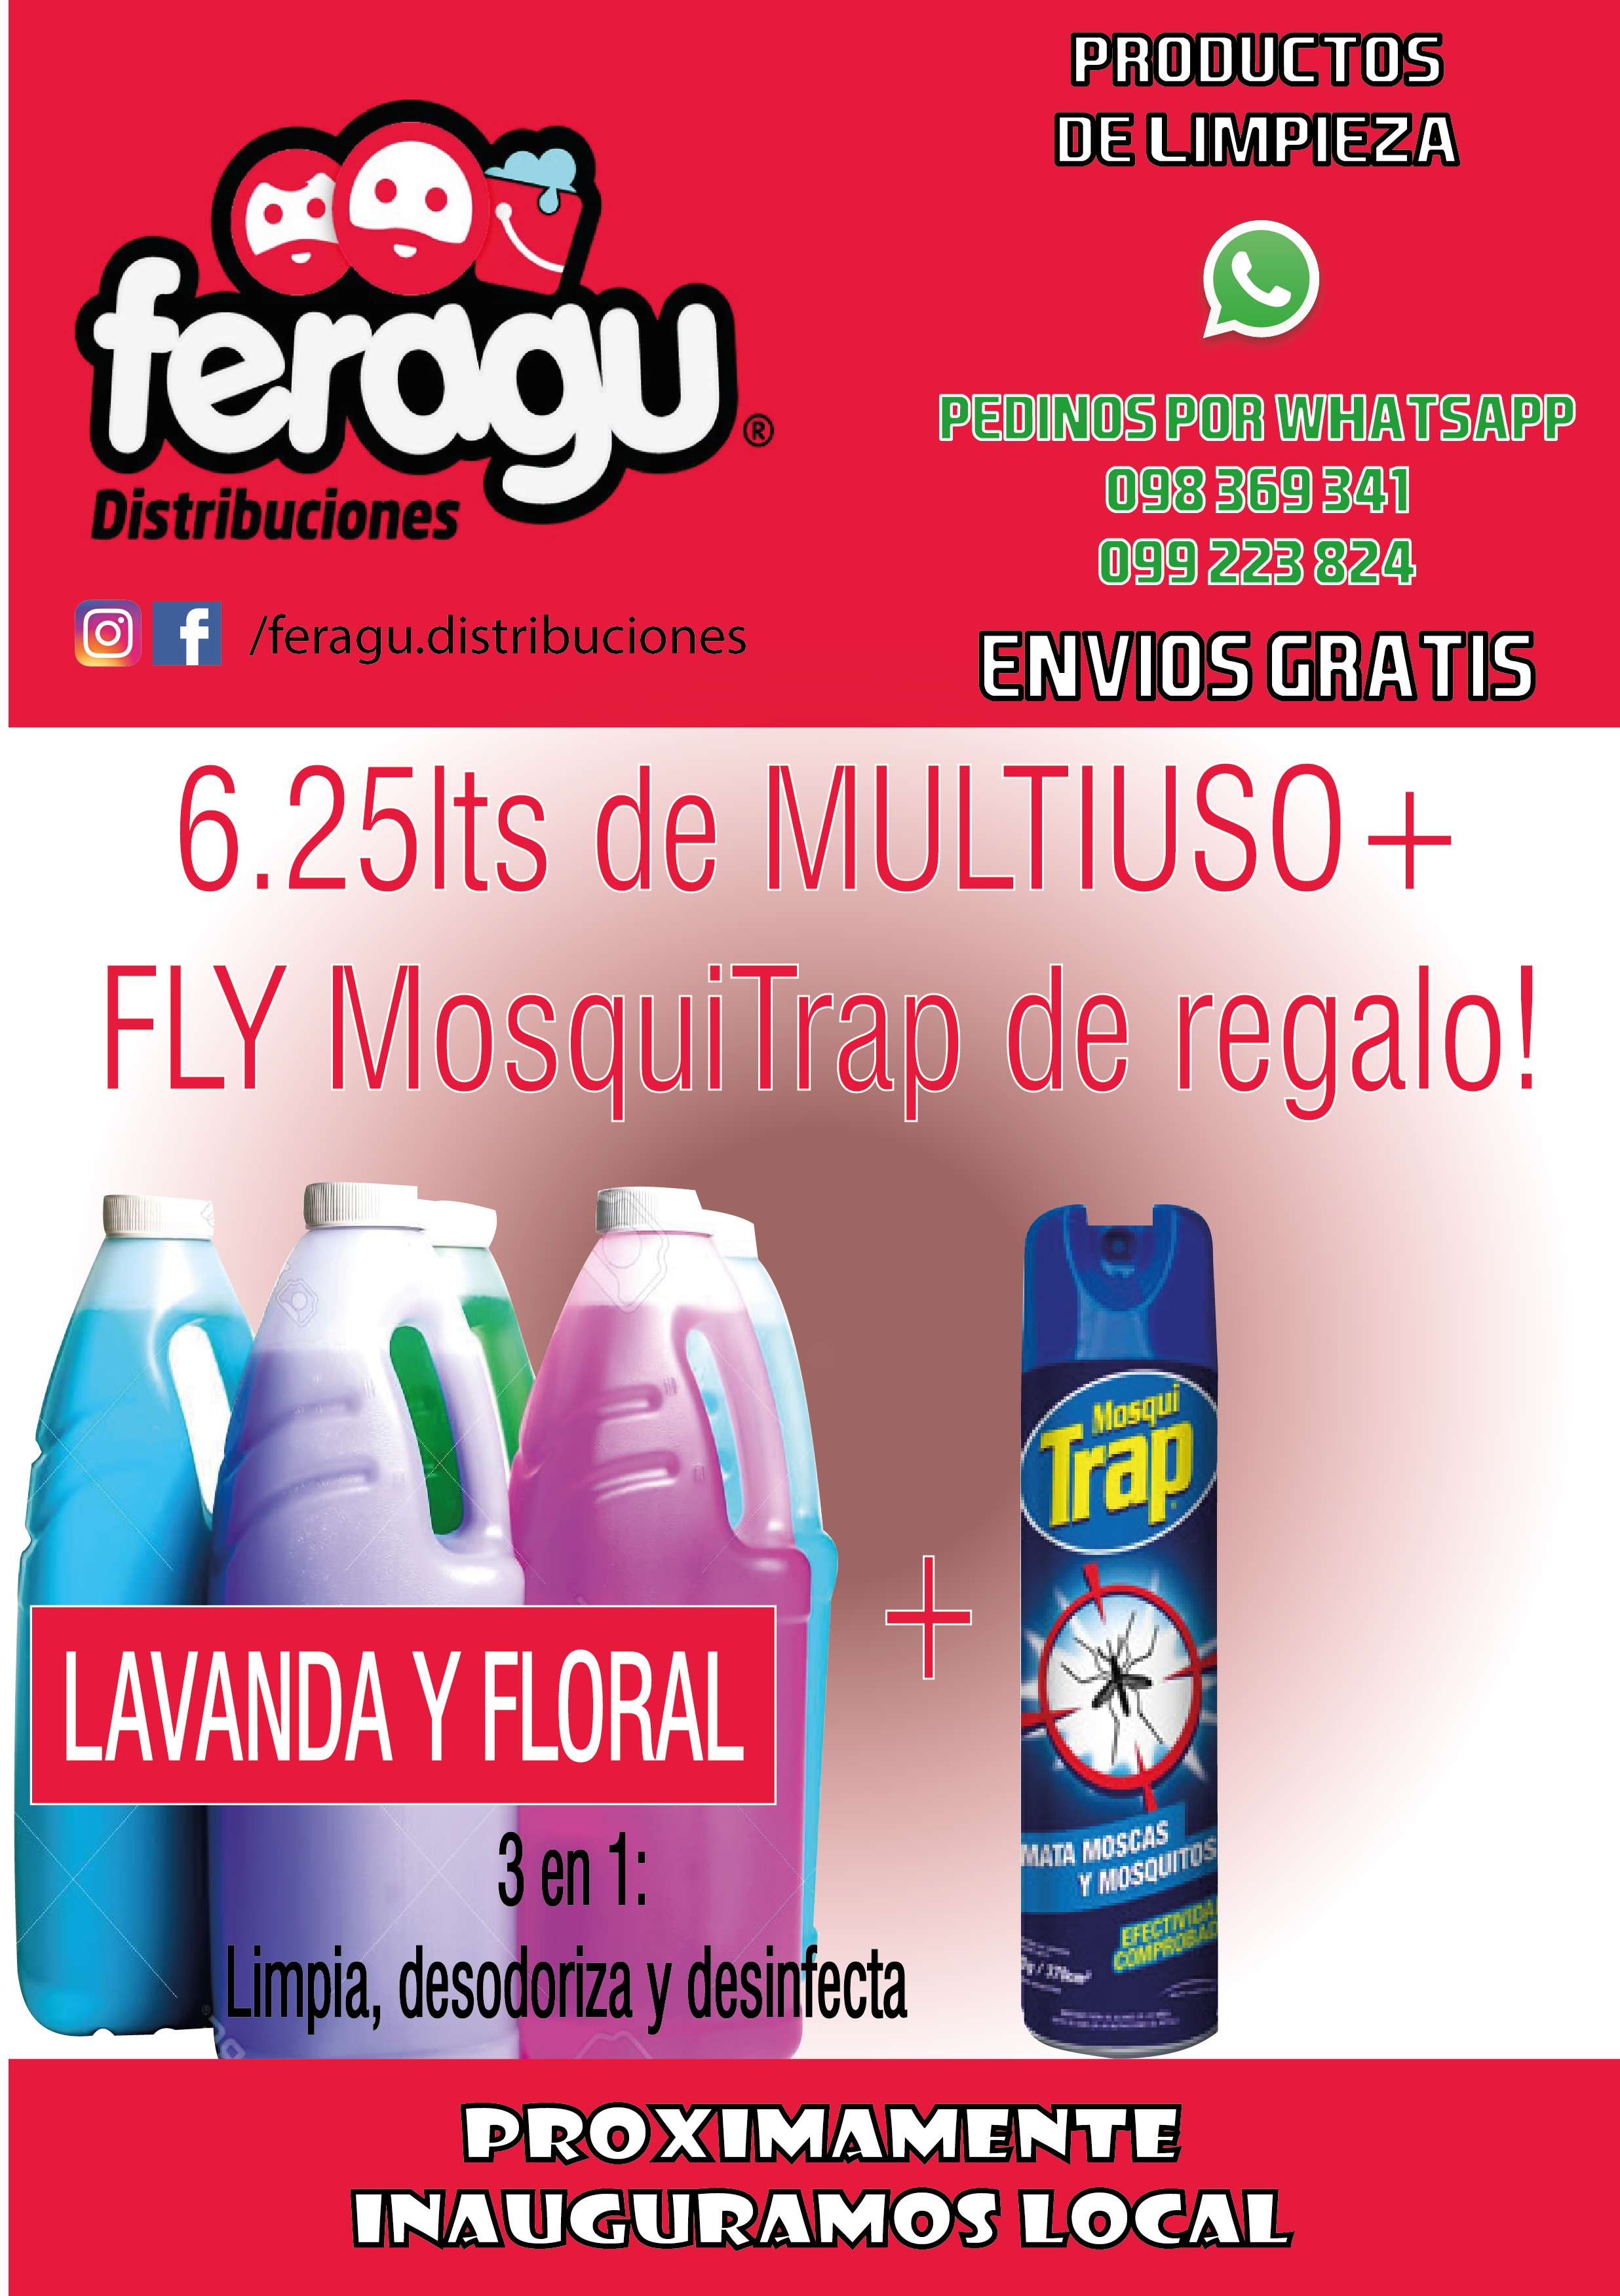 PRODUCTOS
DE LIMPIEZA
feragu®
Distribuciones
/feragu.distribuciones
PEDINOS POR WHATSAPP
098 369 341
099 223 824
ENVIOS GRATIS
6.25lts de MULTIUSO +
FLY MosquiTrap de regalo!
+
Mosqui
Trap
MATA MOSCAS
Y MOSQUITOS
LAVANDA Y FLORAL
3 en 1:
Limpia, desodoriza y desinfecta
PROXIMAMENTE
INAUGURAMOS LOCAL